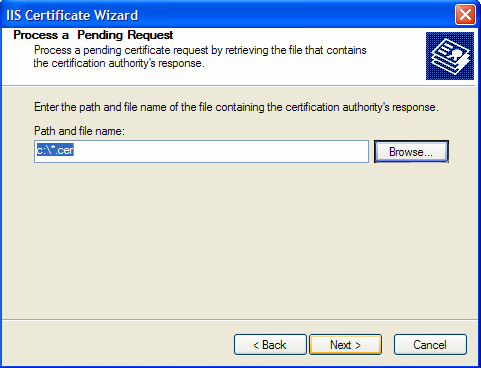 IIS Certificate Wizard
Process a Pending Request
Process a pending certificate request by retrieving the file that contains
the certification authority's response.
Enter the path and file name of the file containing the certification authority's response.
Path and file name:
c:\*.cer
Browse...
< Back
Next >
Cancel